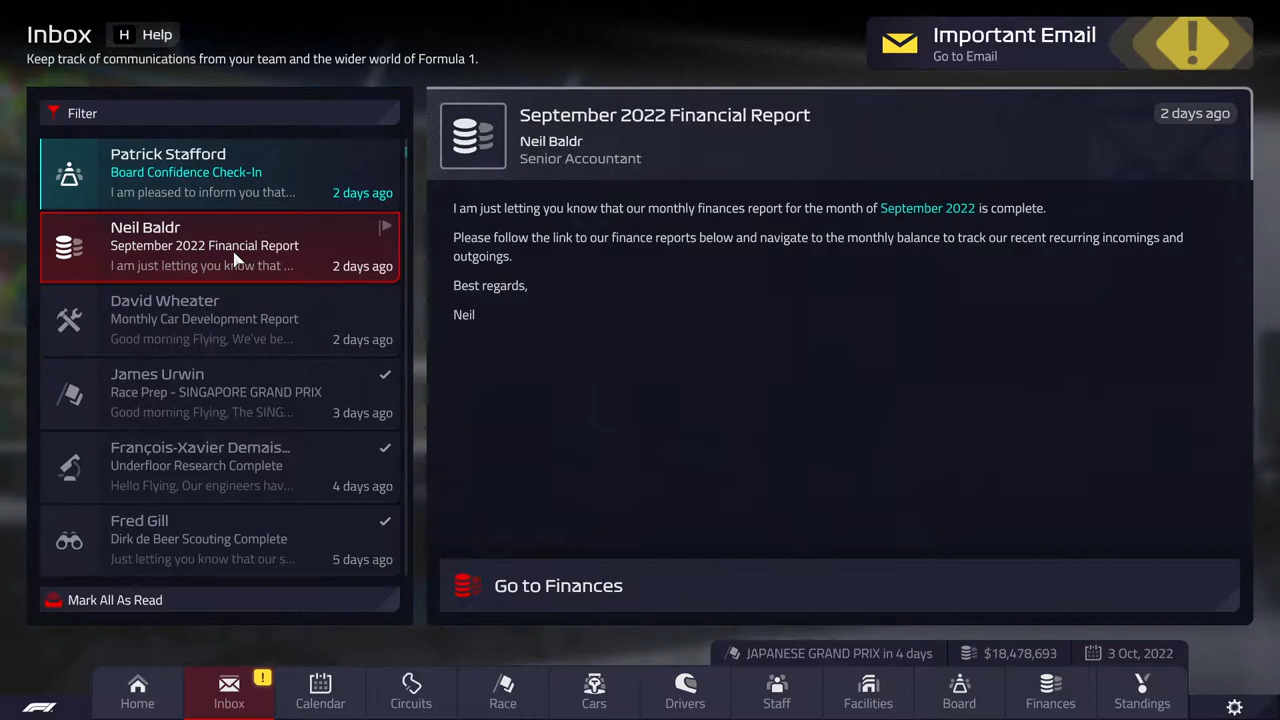 Inbox
H Help
Keep track of communications from your team and the wider world of Formula 1.
Important Email
Go to Email
Filter
Patrick Stafford
Board Confidence Check-In
I am pleased to inform you that... 2 days ago
Neil Baldr
September 2022 Financial Report
I am just letting you know that ... 2 days ago
David Wheater
Monthly Car Development Report
Good morning Flying, We've be... 2 days ago
James Urwin
Race Prep - SINGAPORE GRAND PRIX
Good morning Flying, The SING... 3 days ago
François-Xavier Demais...
Underfloor Research Complete
Hello Flying, Our engineers hav... 4 days ago
Fred Gill
Dirk de Beer Scouting Complete
Just letting you know that our s... 5 days ago
Mark All As Read
September 2022 Financial Report
2 days ago
Neil Baldr
Senior Accountant
I am just letting you know that our monthly finances report for the month of September 2022 is complete.
Please follow the link to our finance reports below and navigate to the monthly balance to track our recent recurring incomings and
outgoings.
Best regards,
Neil
Go to Finances
JAPANESE GRAND PRIX in 4 days $18,478,693 3 Oct, 2022
Home Inbox Calendar Circuits Race Cars Drivers Staff Facilities Board Finances Standings